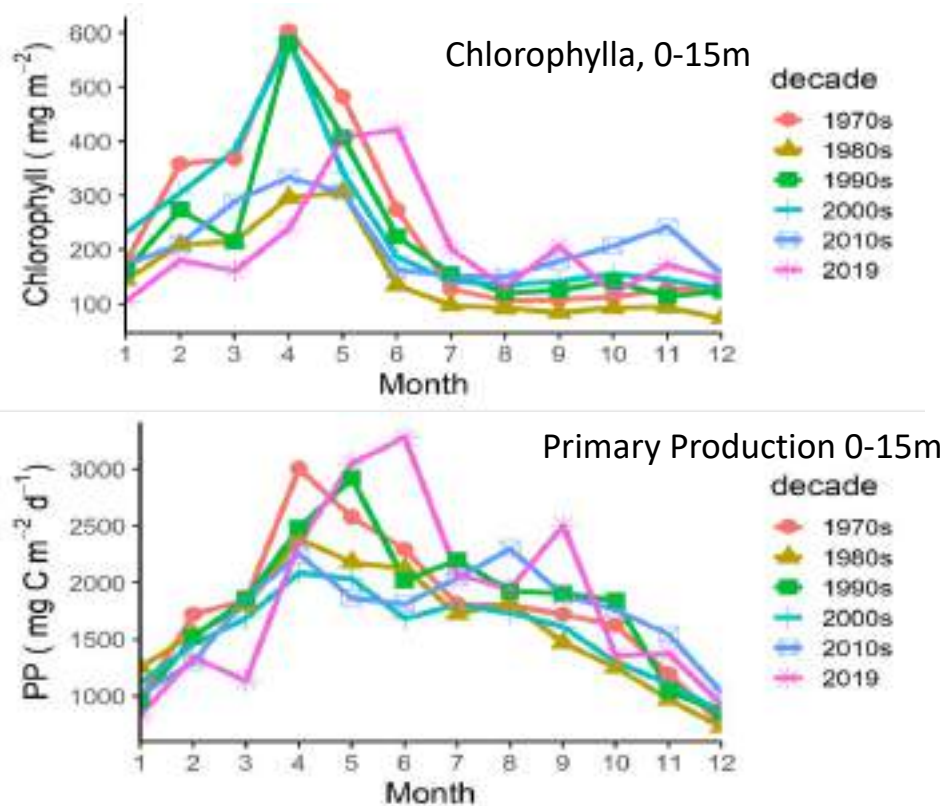 Chlorophylla, 0-15m
Chlorophyll ( mg m⁻²)
600
500
400
300
200
100
1 2 3 4 5 6 7 8 9 10 11 12
Month
decade
1970s
1980s
1990s
2000s
2010s
2019
Primary Production 0-15m
PP ( mg C m⁻² d⁻¹)
3000
2500
2000
1500
1000
1 2 3 4 5 6 7 8 9 10 11 12
Month
decade
1970s
1980s
1990s
2000s
2010s
2019